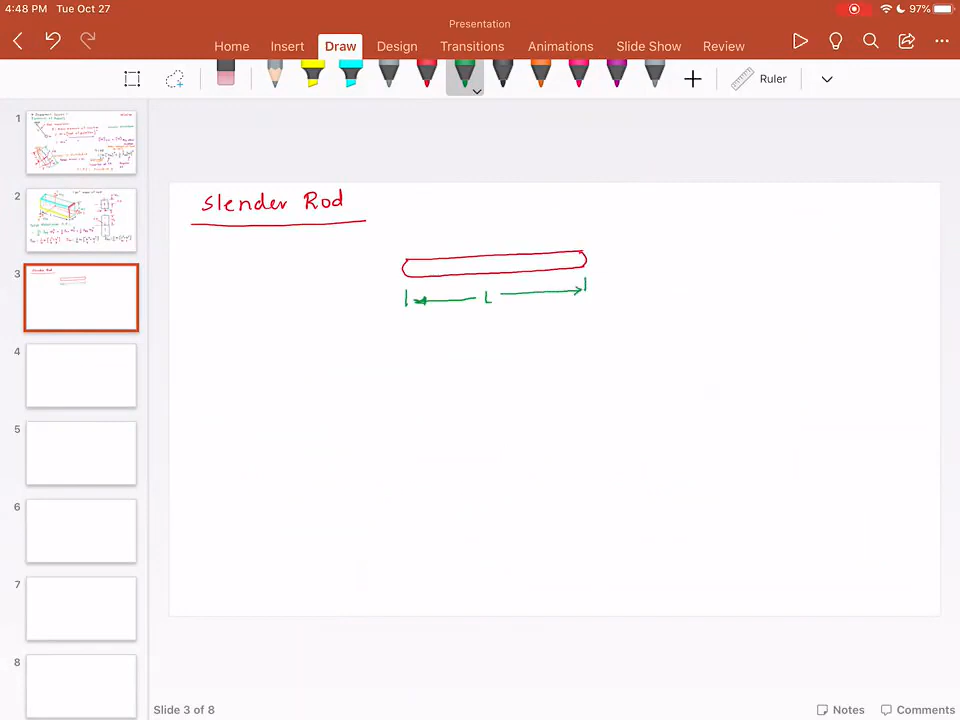 4:48 PM Tue Oct 27
97%
Presentation
Home Insert Draw Design Transitions Animations Slide Show Review
Ruler
1
2
3
4
5
6
7
8
Slender Rod
L
Slide 3 of 8
Notes Comments